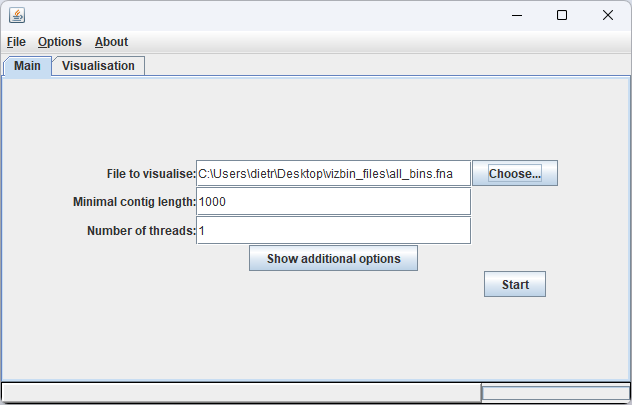 File Options About
Main Visualisation
File to visualise: C:\Users\dietr\Desktop\vizbin_files\all_bins.fna Choose...
Minimal contig length: 1000
Number of threads: 1
Show additional options
Start